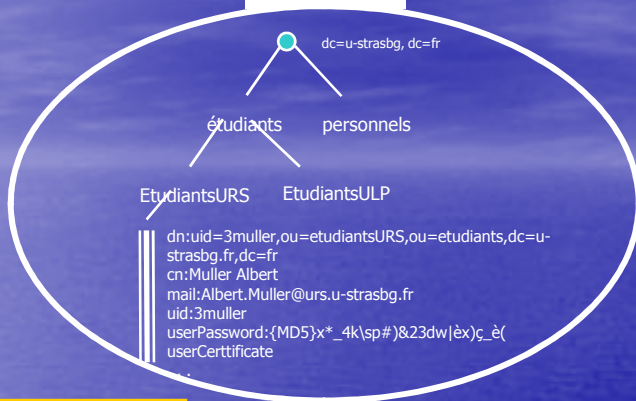 dc=u-strasbg, dc=fr
étudiants personnels
EtudiantsURS EtudiantsULP
dn:uid=3muller,ou=etudiantsURS,ou=etudiants,dc=u-
strasbg.fr,dc=fr
cn:Muller Albert
mail:Albert.Muller@urs.u-strasbg.fr
uid:3muller
userPassword:{MD5}x*_4k\sp#)&23dw|èx)ç_è(
userCerttificate